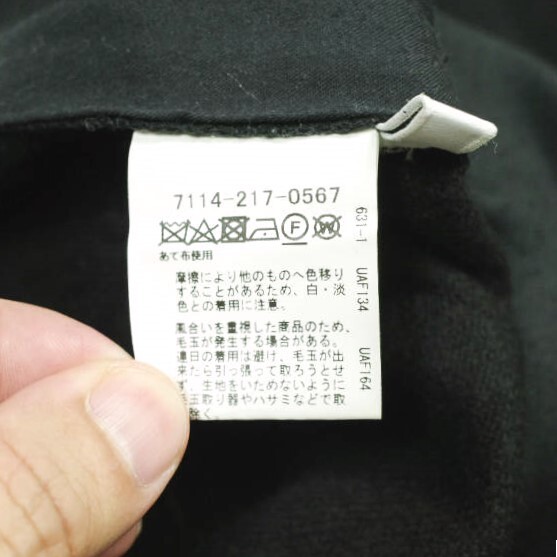 7114-217-0567
F W
あて布使用
摩擦により他のものへ色移り
することがあるため、白・淡
色との着用に注意。
風合いを重視した商品のため、
毛玉が発生する場合がある。
連日の着用は避け、毛玉が出
来たら引っ張って取ろうとせ
ず、生地をいためないように
毛玉取り器やハサミなどで取
り除く。
631-1 UAF134 UAF164